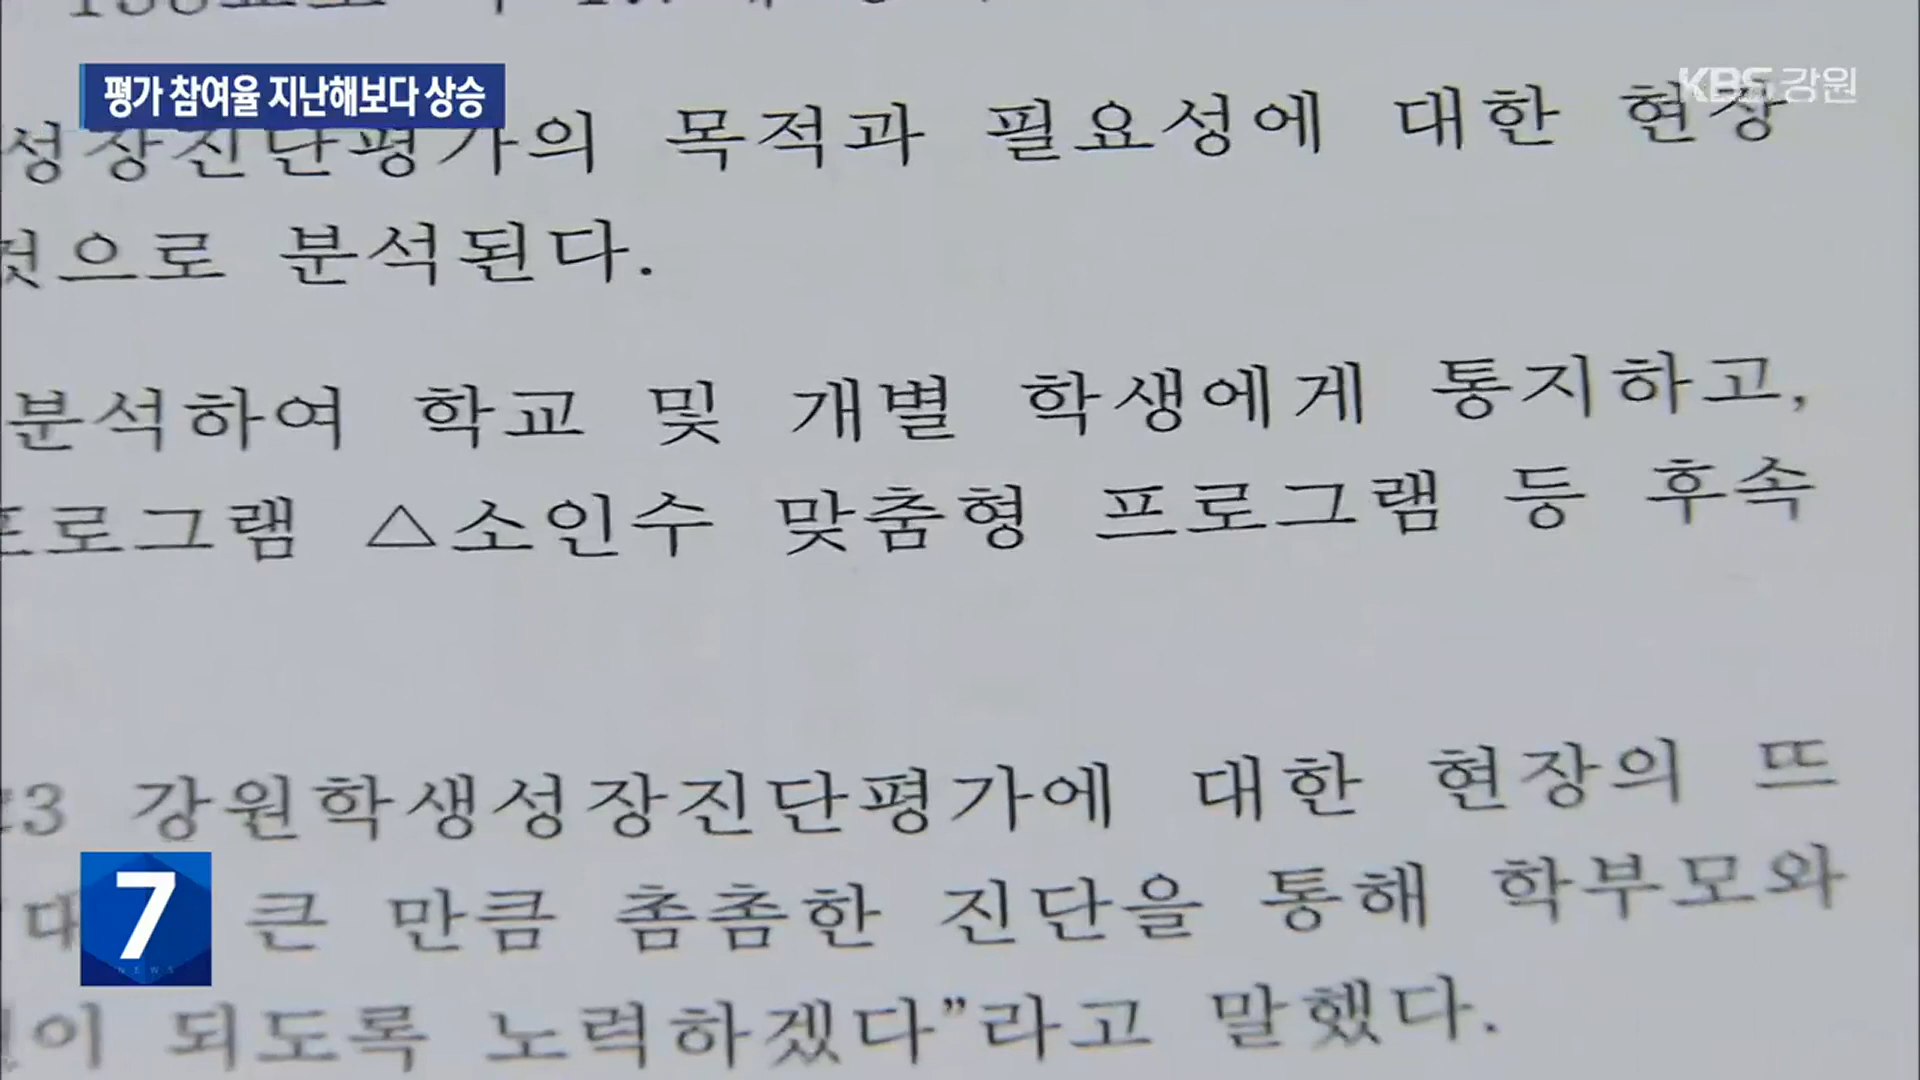 평가 참여율 지난해보다 상승
KBS 강원
성장진단평가의 목적과 필요성에 대한 현장
것으로 분석된다.
분석하여 학교 및 개별 학생에게 통지하고,
프로그램 △소인수 맞춤형 프로그램 등 후속
3 강원학생성장진단평가에 대한 현장의 뜨
큰 만큼 촘촘한 진단을 통해 학부모와
이 되도록 노력하겠다”라고 말했다.
7
NEWS